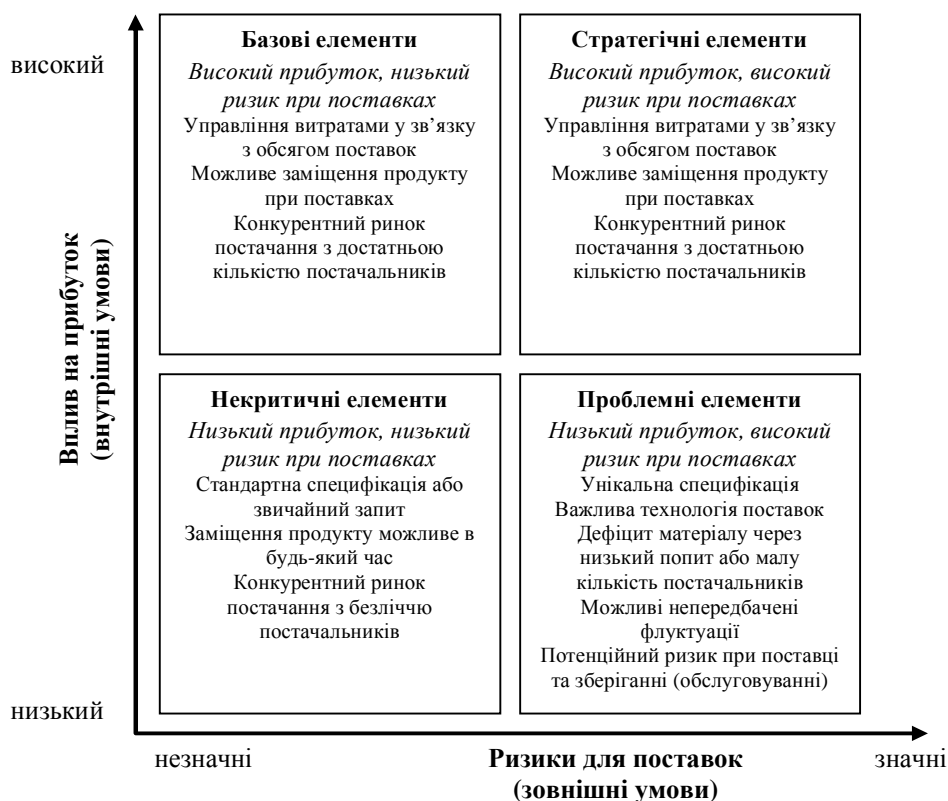 високий
Базові елементи
Високий прибуток, низький
ризик при поставках
Управління витратами у зв’язку
з обсягом поставок
Можливе заміщення продукту
при поставках
Конкурентний ринок
постачання з достатньою
кількістю постачальників
Стратегічні елементи
Високий прибуток, високий
ризик при поставках
Управління витратами у зв’язку
з обсягом поставок
Можливе заміщення продукту
при поставках
Конкурентний ринок
постачання з достатньою
кількістю постачальників
Вплив на прибуток
(внутрішні умови)
Некритичні елементи
Низький прибуток, низький
ризик при поставках
Стандартна специфікація або
звичайний запит
Заміщення продукту можливе в
будь-який час
Конкурентний ринок
постачання з безліччю
постачальників
Проблемні елементи
Низький прибуток, високий
ризик при поставках
Унікальна специфікація
Важлива технологія поставок
Дефіцит матеріалу через
низький попит або малу
кількість постачальників
Можливі непередбачені
флуктуації
Потенційний ризик при поставці
та зберіганні (обслуговуванні)
низький
незначні
Ризики для поставок
(зовнішні умови)
значні